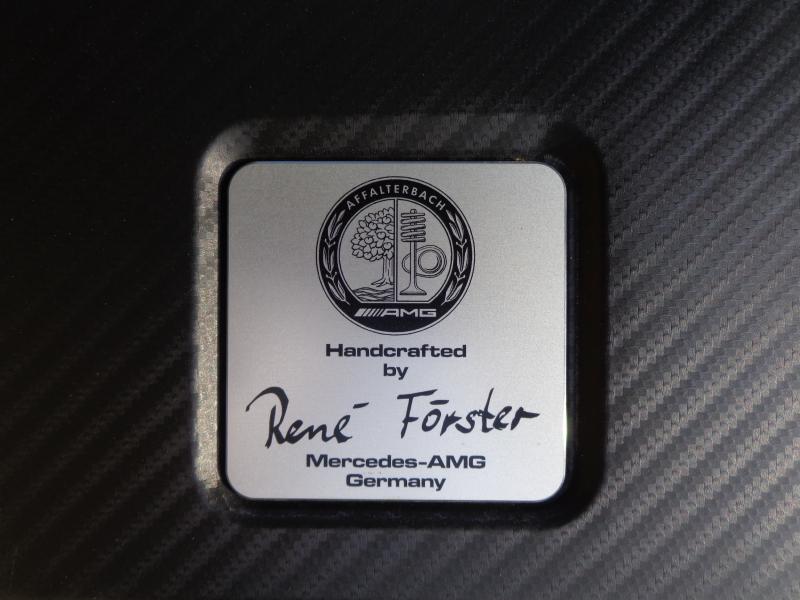 AFFALTERBACH
AMG
Handcrafted
by
René Förster
Mercedes-AMG
Germany